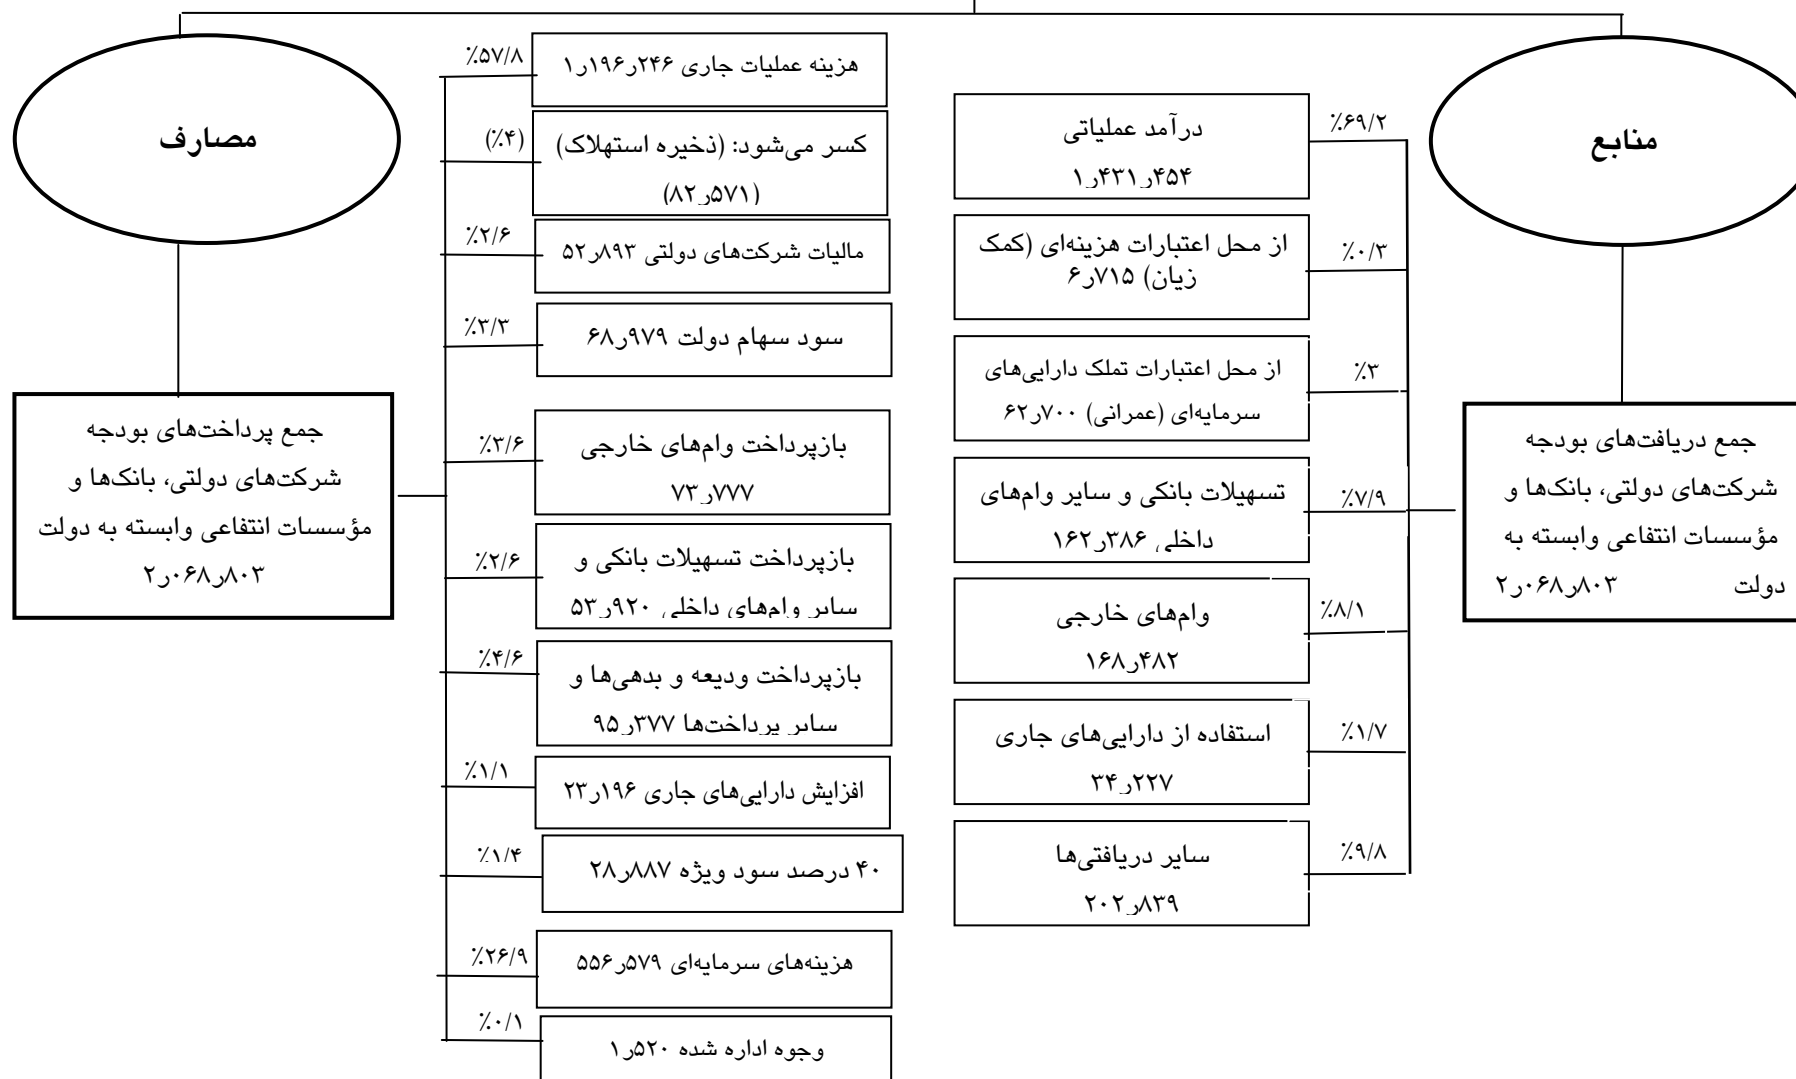 منابع
جمع دریافت‌های بودجه
شرکت‌های دولتی، بانک‌ها و
مؤسسات انتفاعی وابسته به
دولت ۲٫۰۶۸٫۸۰۳
٪۶۹/۲
درآمد عملیاتی
۱٫۴۳۱٫۴۵۴
٪۰/۳
از محل اعتبارات هزینه‌ای (کمک
زیان) ۶٫۷۱۵
٪۳
از محل اعتبارات تملک دارایی‌های
سرمایه‌ای (عمرانی) ۶۲٫۷۰۰
٪۷/۹
تسهیلات بانکی و سایر وام‌های
داخلی ۱۶۲٫۳۸۶
٪۸/۱
وام‌های خارجی
۱۶۸٫۴۸۲
٪۱/۷
استفاده از دارایی‌های جاری
۳۴٫۲۲۷
٪۹/۸
سایر دریافتی‌ها
۲۰۲٫۸۳۹
مصارف
جمع پرداخت‌های بودجه
شرکت‌های دولتی، بانک‌ها و
مؤسسات انتفاعی وابسته به دولت
۲٫۰۶۸٫۸۰۳
٪۵۷/۸
هزینه عملیات جاری ۱٫۱۹۶٫۲۴۶
(٪۴)
کسر می‌شود: (ذخیره استهلاک)
(۸۲٫۵۷۱)
٪۲/۶
مالیات شرکت‌های دولتی ۵۲٫۸۹۳
٪۳/۳
سود سهام دولت ۶۸٫۹۷۹
٪۳/۶
بازپرداخت وام‌های خارجی
۷۳٫۷۷۷
٪۲/۶
بازپرداخت تسهیلات بانکی و
سایر وام‌های داخلی ۵۳٫۹۲۰
٪۴/۶
بازپرداخت ودیعه و بدهی‌ها و
سایر پرداخت‌ها ۹۵٫۳۷۷
٪۱/۱
افزایش دارایی‌های جاری ۲۳٫۱۹۶
٪۱/۴
۴۰ درصد سود ویژه ۲۸٫۸۸۷
٪۲۶/۹
هزینه‌های سرمایه‌ای ۵۵۶٫۵۷۹
٪۰/۱
وجوه اداره شده ۱٫۵۲۰